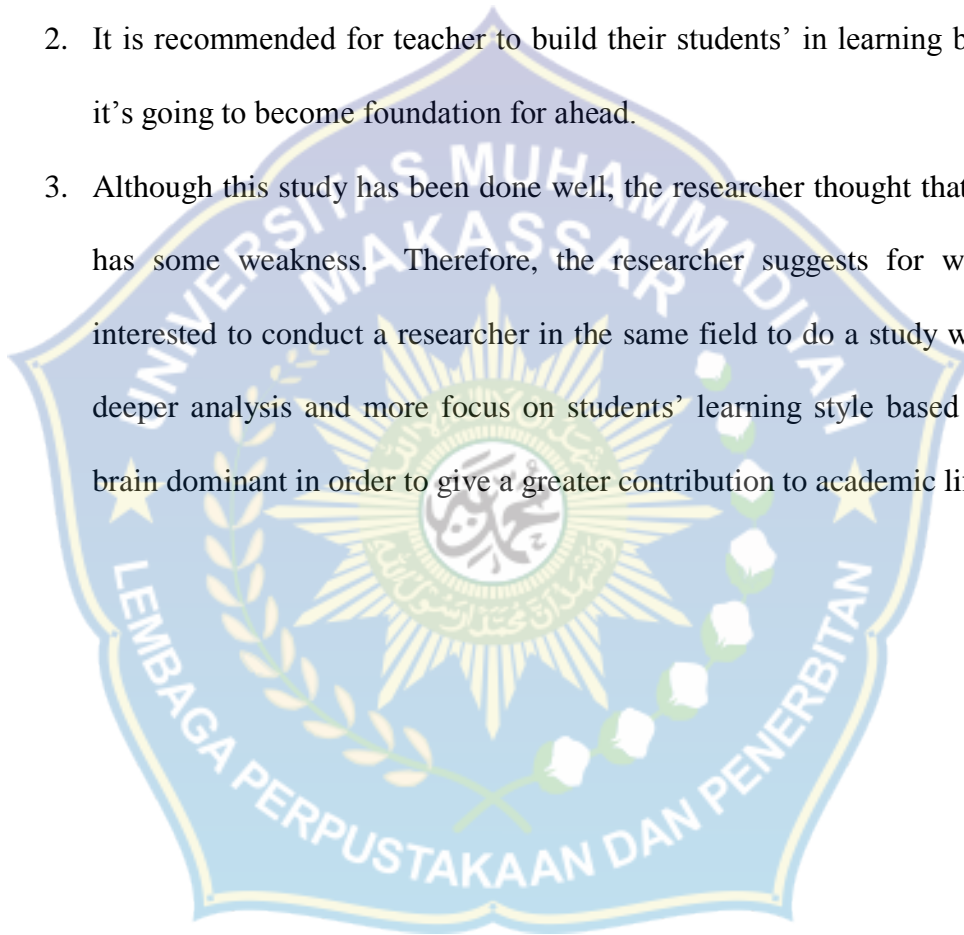 2. It is recommended for teacher to build their students’ in learning b
it’s going to become foundation for ahead.
3. Although this study has been done well, the researcher thought that
has some weakness. Therefore, the researcher suggests for w
interested to conduct a researcher in the same field to do a study w
deeper analysis and more focus on students’ learning style based
brain dominant in order to give a greater contribution to academic li
UNIVERSITAS MUHAMMADIYAH
MAKASSAR
محمدية
LEMBAGA PERPUSTAKAAN DAN PENERBITAN